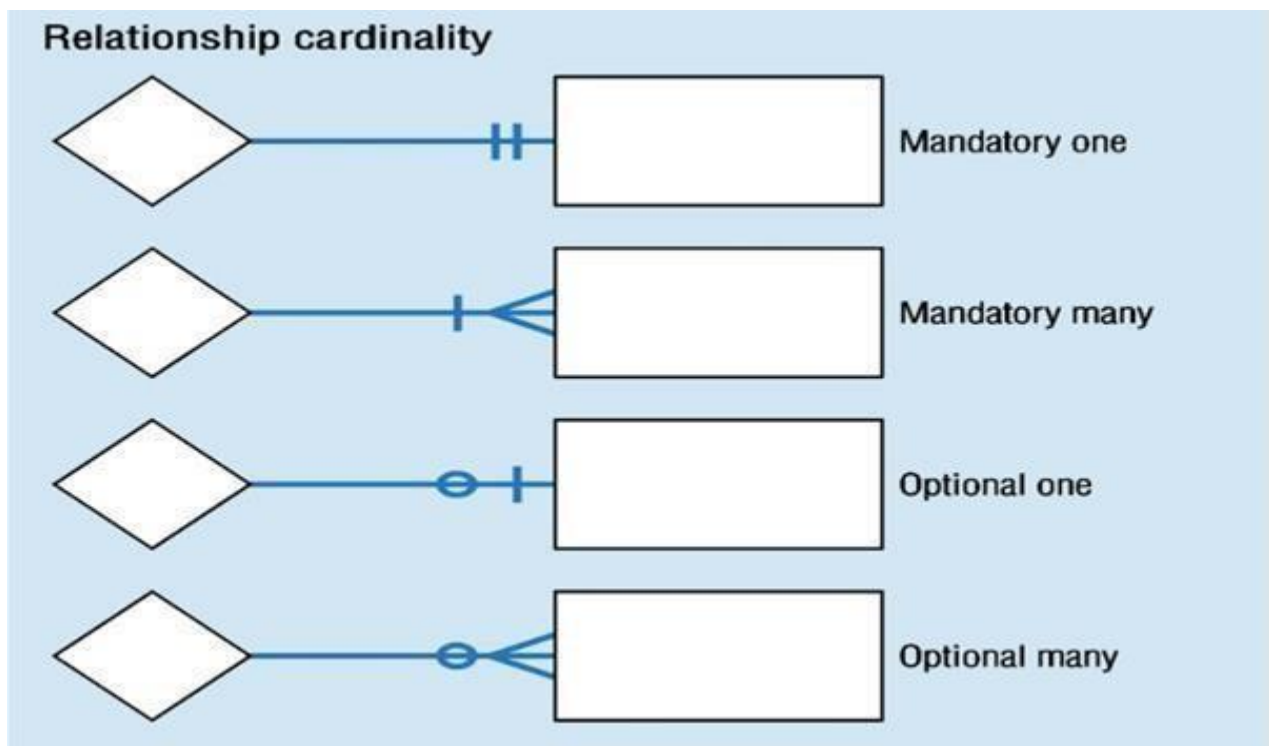 Relationship cardinality
Mandatory one
Mandatory many
Optional one
Optional many